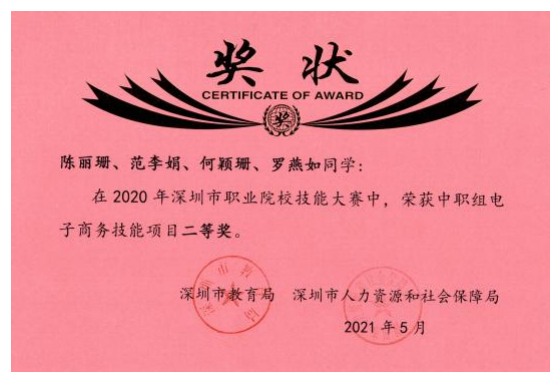 奖 状
CERTIFICATE OF AWARD
奖
陈丽珊、范李娟、何颖珊、罗燕如同学：
在 2020 年深圳市职业院校技能大赛中，荣获中职组电
子商务技能项目二等奖。
深圳市教育局 深圳市人力资源和社会保障局
2021 年 5 月